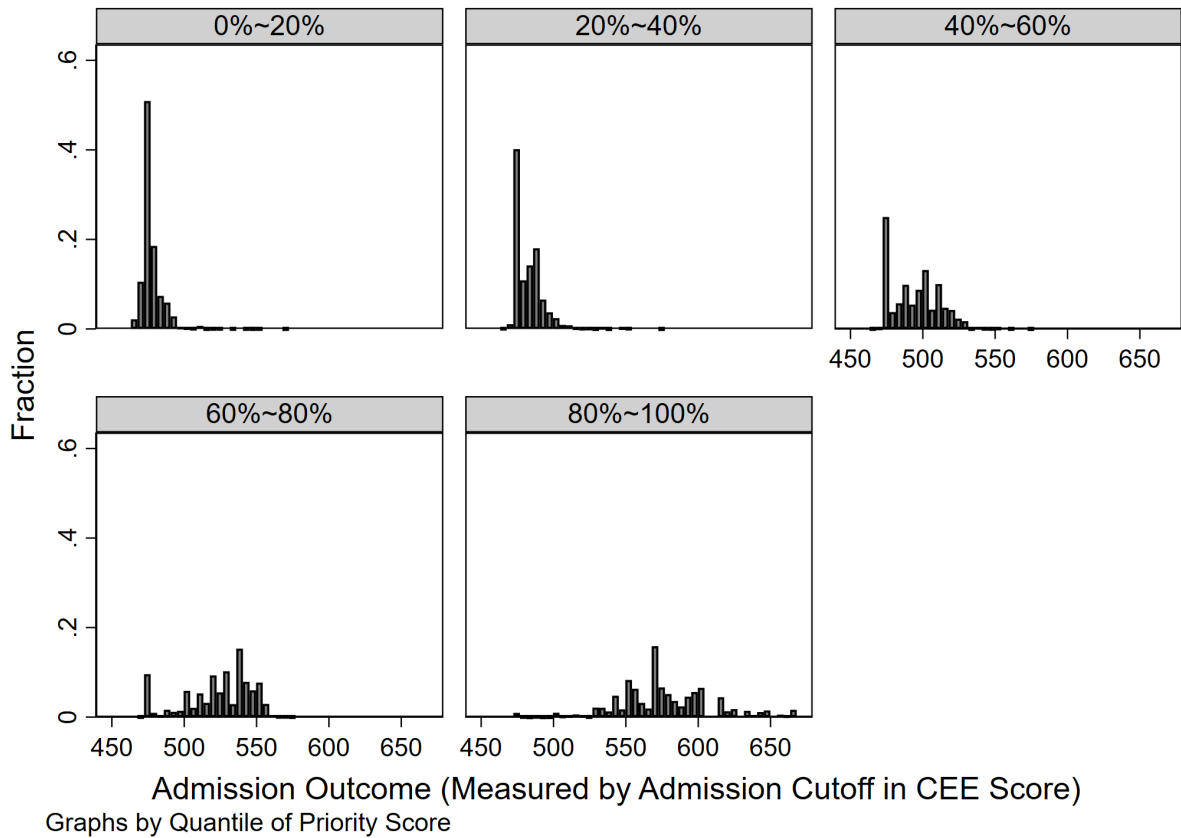 0%~20%
20%~40%
40%~60%
.6
.4
.2
0
450 500 550 600 650
Fraction
60%~80%
80%~100%
.6
.4
.2
0
450 500 550 600 650
450 500 550 600 650
Admission Outcome (Measured by Admission Cutoff in CEE Score)
Graphs by Quantile of Priority Score